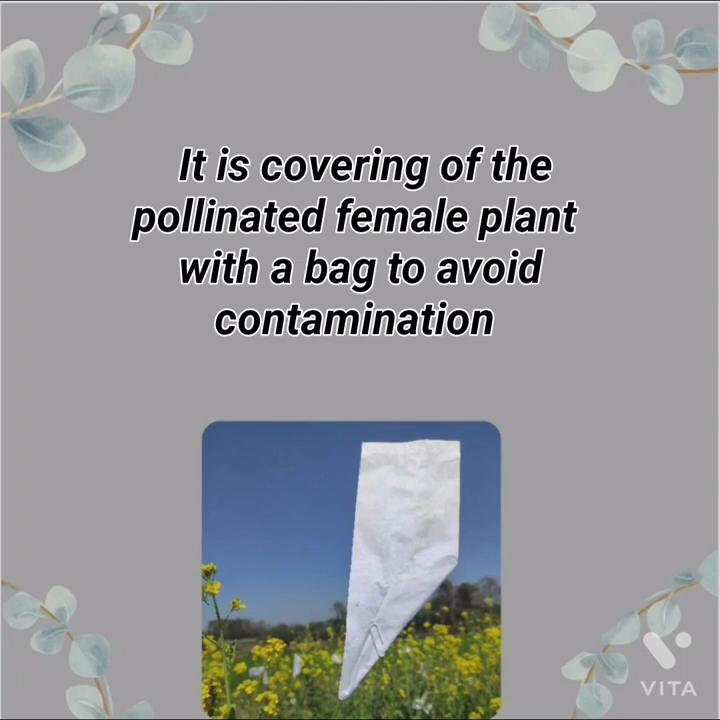 It is covering of the
pollinated female plant
with a bag to avoid
contamination
VITA